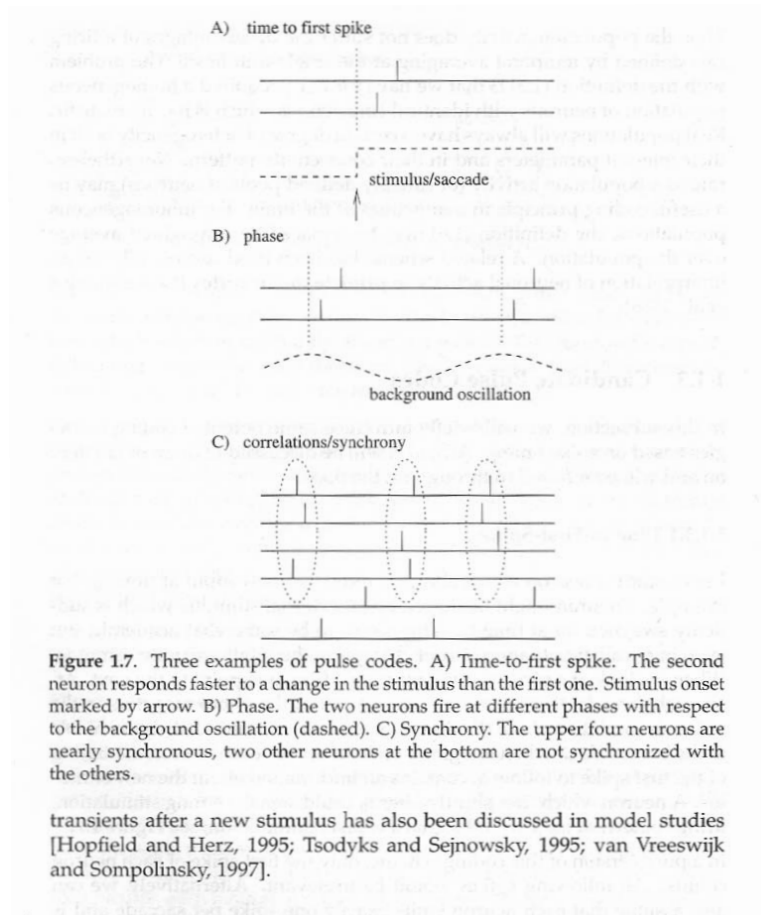 A) time to first spike
stimulus/saccade
B) phase
background oscillation
C) correlations/synchrony
Figure 1.7. Three examples of pulse codes. A) Time-to-first spike. The second
neuron responds faster to a change in the stimulus than the first one. Stimulus onset
marked by arrow. B) Phase. The two neurons fire at different phases with respect
to the background oscillation (dashed). C) Synchrony. The upper four neurons are
nearly synchronous, two other neurons at the bottom are not synchronized with
the others.
transients after a new stimulus has also been discussed in model studies
[Hopfield and Herz, 1995; Tsodyks and Sejnowsky, 1995; van Vreeswijk
and Sompolinsky, 1997].